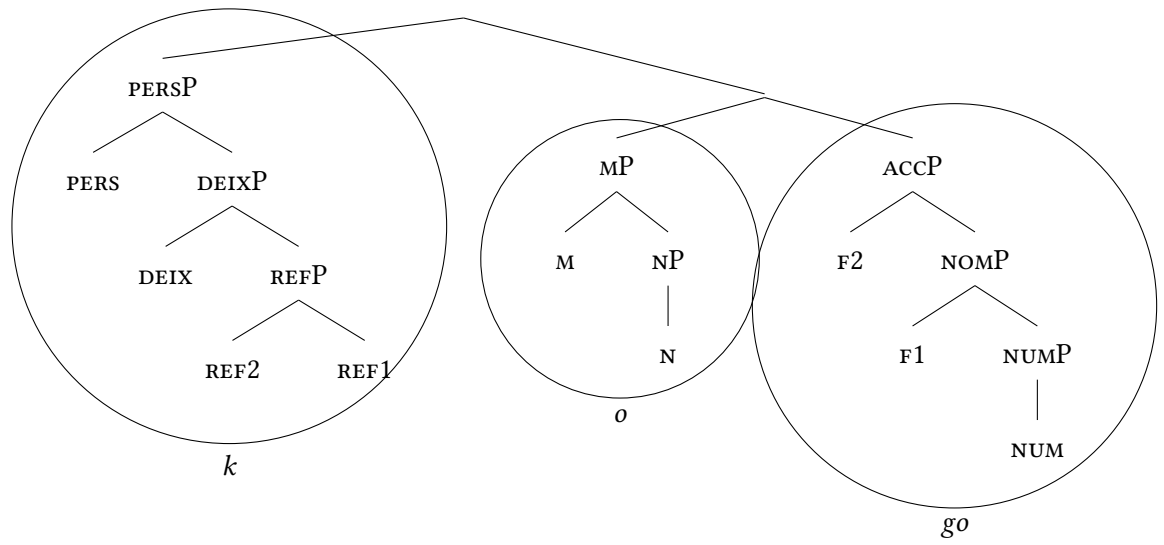 PERSP
PERS DEIXP MP ACCP
DEIX REFP M NP F2 NOMP
REF2 REF1 N F1 NUMP
o
k NUM
go